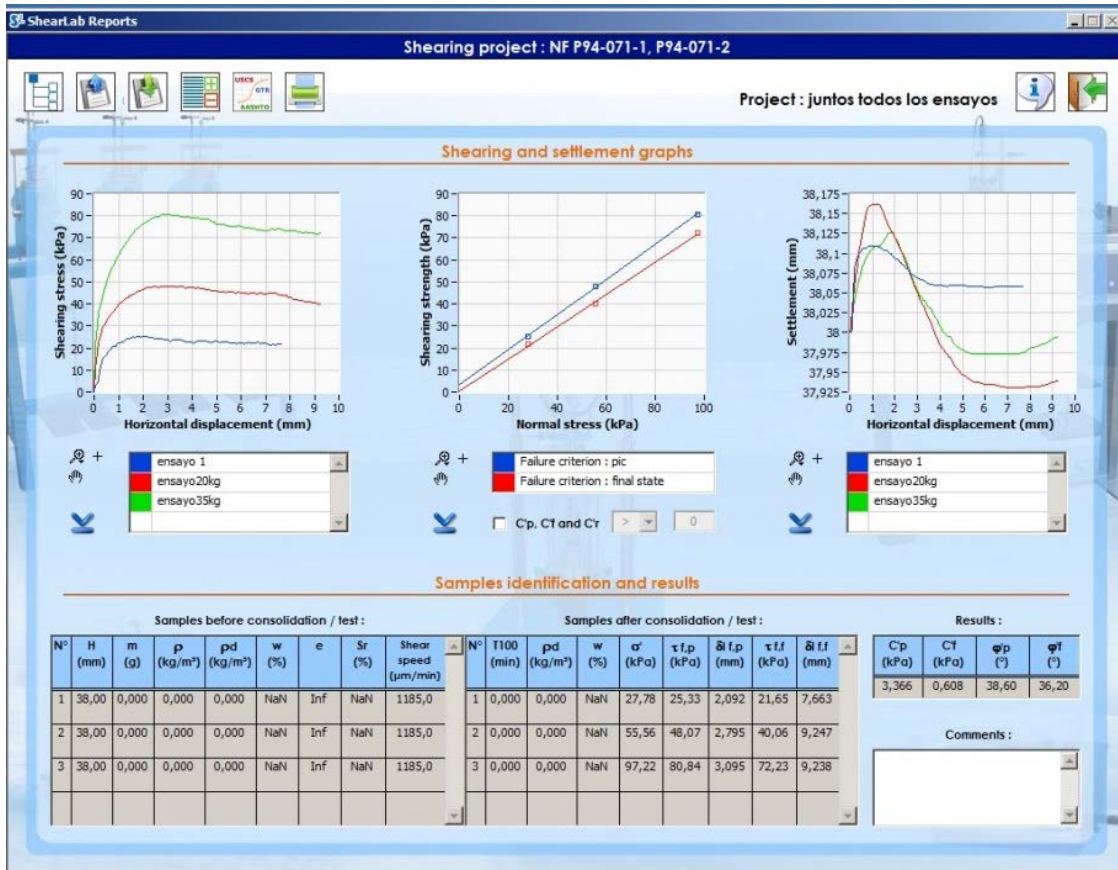 ShearLab Reports
Shearing project : NF P94-071-1, P94-071-2
USCS
GTR
AASHTO
Project : juntos todos los ensayos
Shearing and settlement graphs
Shearing stress (kPa)
90
80
70
60
50
40
30
20
10
0
0 1 2 3 4 5 6 7 8 9 10
Horizontal displacement (mm)
Shearing strength (kPa)
90
80
70
60
50
40
30
20
10
0
0 20 40 60 80 100
Normal stress (kPa)
Settlement (mm)
38,175
38,15
38,125
38,1
38,075
38,05
38,025
38
37,975
37,95
37,925
0 1 2 3 4 5 6 7 8 9 10
Horizontal displacement (mm)
ensayo 1
ensayo20kg
ensayo35kg
Failure criterion : pic
Failure criterion : final state
C'p, C'f and C'r > 0
ensayo 1
ensayo20kg
ensayo35kg
Samples identification and results
Samples before consolidation / test :
N° H (mm) m (g) ρ (kg/m³) ρd (kg/m³) w (%) e Sr (%) Shear speed (µm/min)
1 38,00 0,000 0,000 0,000 NaN Inf NaN 1185,0
2 38,00 0,000 0,000 0,000 NaN Inf NaN 1185,0
3 38,00 0,000 0,000 0,000 NaN Inf NaN 1185,0
Samples after consolidation / test :
N° T100 (min) ρd (kg/m³) w (%) σ' (kPa) τ f,p (kPa) δl f,p (mm) τ f,f (kPa) δl f,f (mm)
1 0,000 0,000 NaN 27,78 25,33 2,092 21,65 7,663
2 0,000 0,000 NaN 55,56 48,07 2,795 40,06 9,247
3 0,000 0,000 NaN 97,22 80,84 3,095 72,23 9,238
Results :
C'p (kPa) C'f (kPa) φ'p (°) φ'f (°)
3,366 0,608 38,60 36,20
Comments :